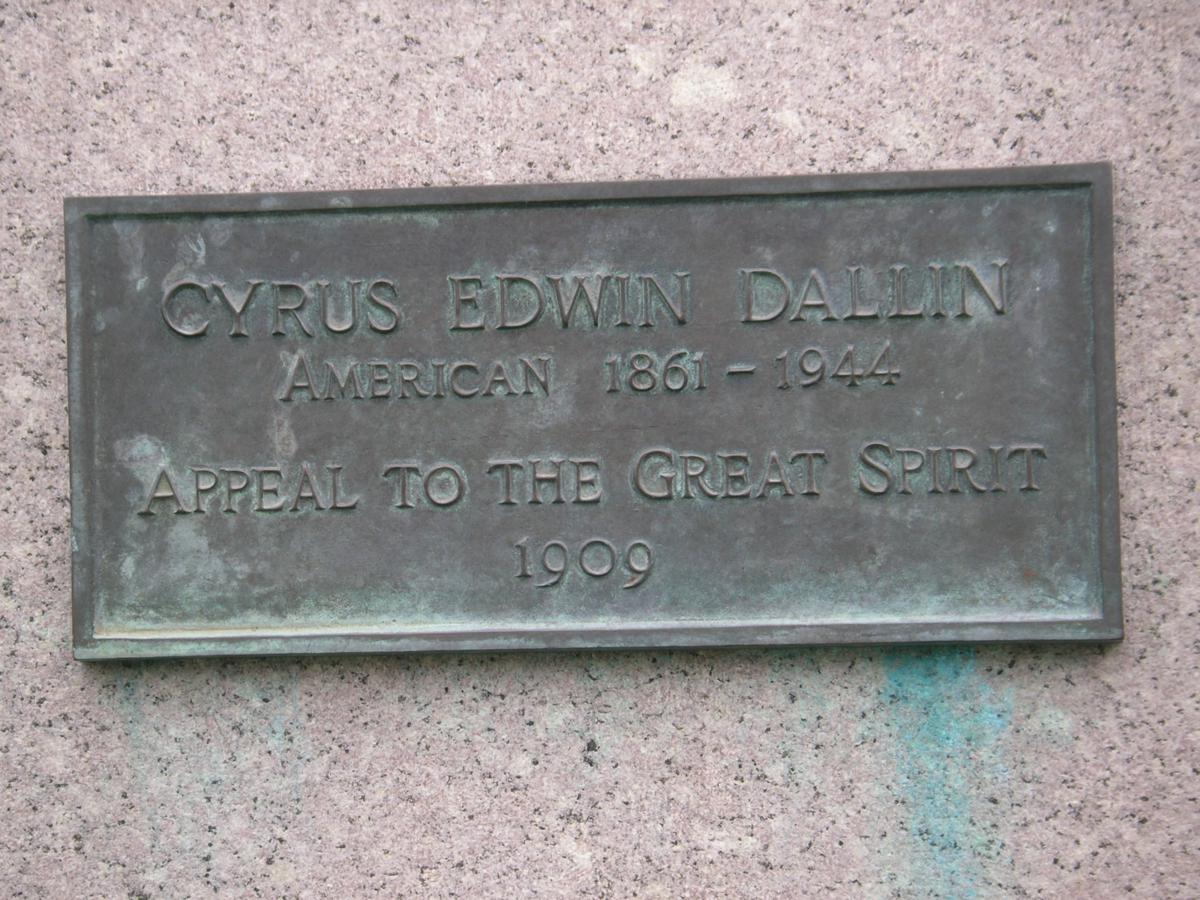 CYRUS EDWIN DALLIN
AMERICAN 1861 - 1944
APPEAL TO THE GREAT SPIRIT
1909